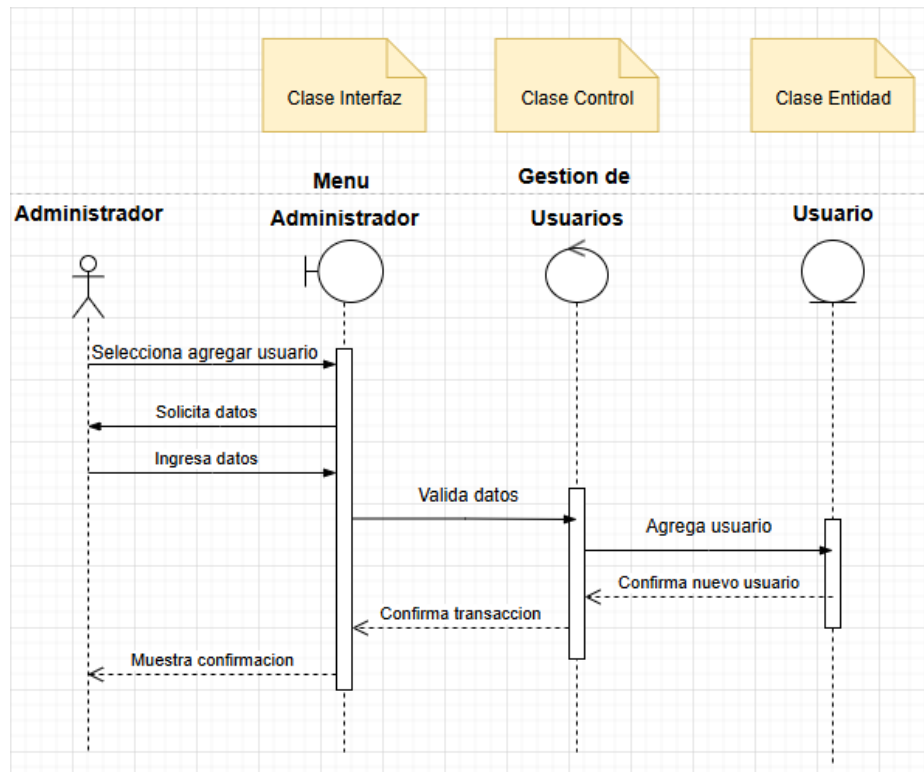 Clase Interfaz
Clase Control
Clase Entidad
Administrador
Menu
Administrador
Gestion de
Usuarios
Usuario
Selecciona agregar usuario
Solicita datos
Ingresa datos
Valida datos
Agrega usuario
Confirma nuevo usuario
Confirma transaccion
Muestra confirmacion